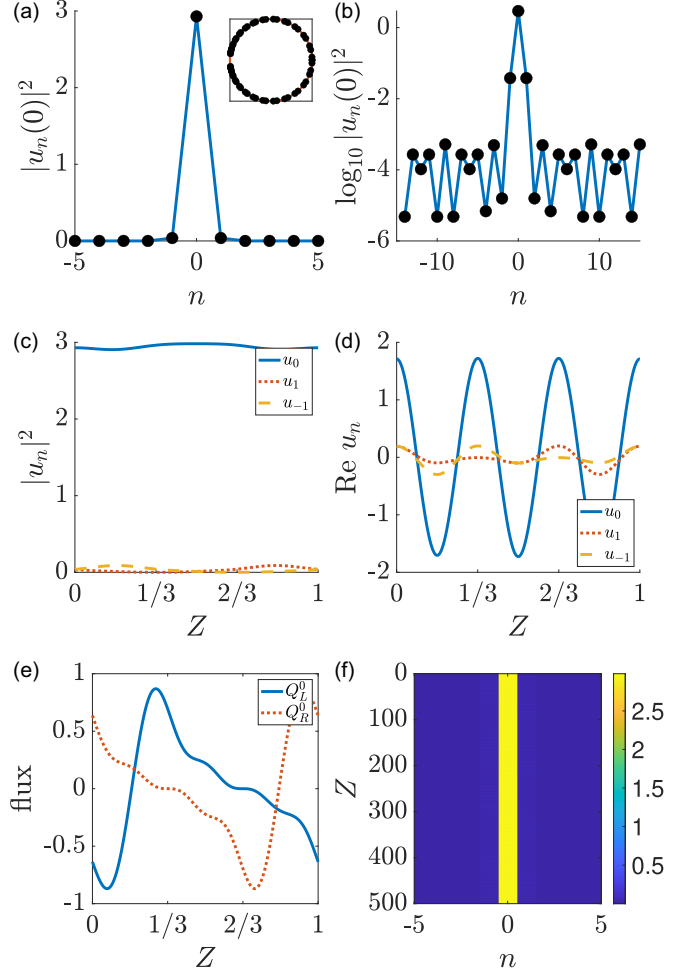 (a)
3
2
1
0
|u_n(0)|^2
-5
0
5
n
(b)
0
-2
-4
-6
log_10 |u_n(0)|^2
-10
0
10
n
(c)
3
2
1
0
|u_n|^2
u_0
u_1
u_{-1}
0
1/3
2/3
1
Z
(d)
2
1
0
-1
-2
Re u_n
u_0
u_1
u_{-1}
0
1/3
2/3
1
Z
(e)
1
0.5
0
-0.5
-1
flux
Q_L^0
Q_R^0
0
1/3
2/3
1
Z
(f)
0
100
200
300
400
500
Z
-5
0
5
n
2.5
2
1.5
1
0.5